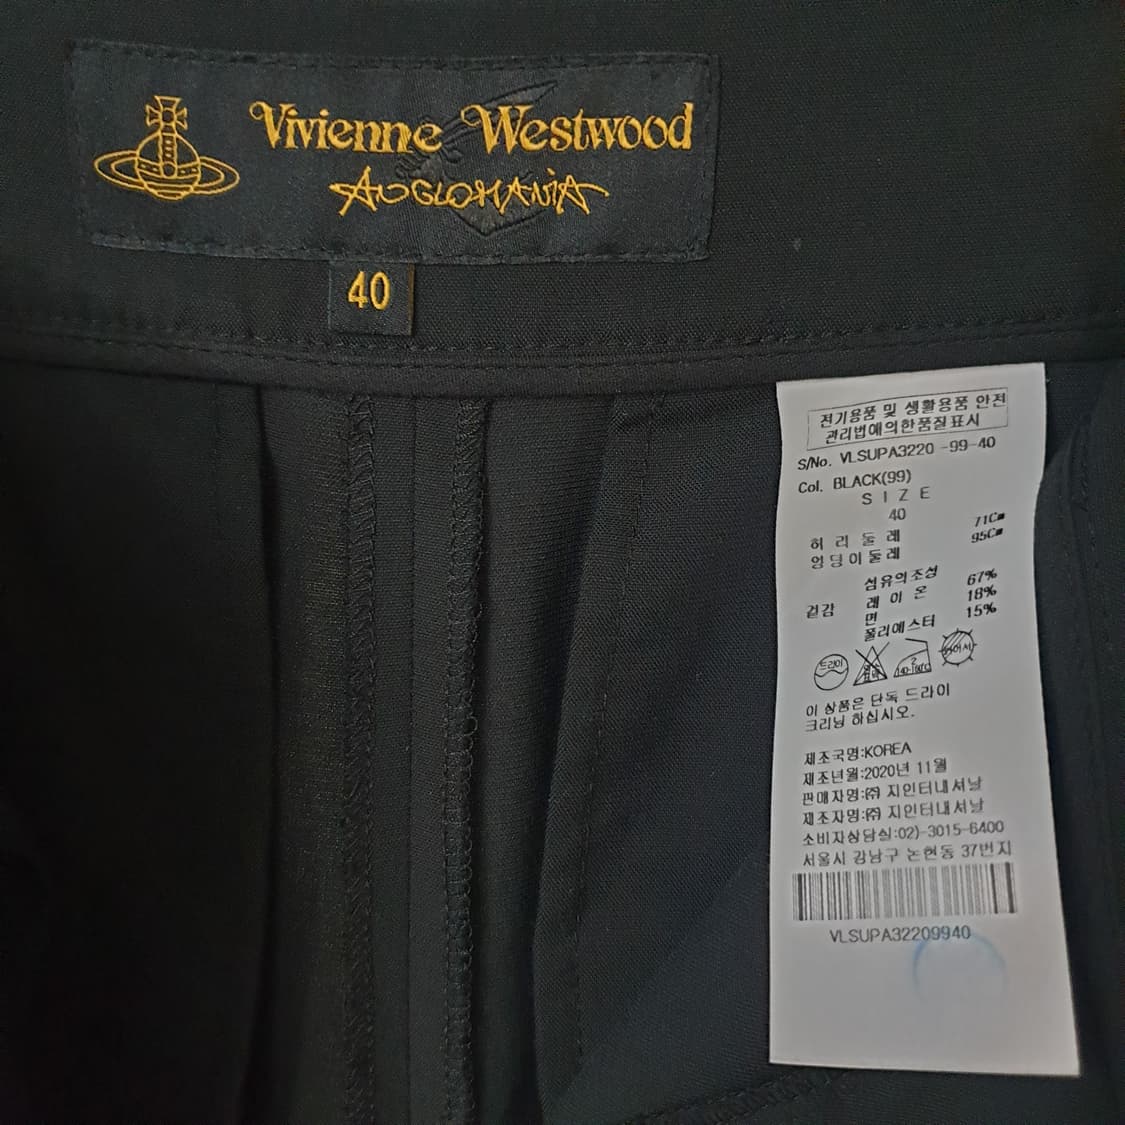 Vivienne Westwood
ANGLOMANIA
40
전기용품 및 생활용품 안전
관리법에의한품질표시
S/No. VLSUPA3220 -99-40
Col. BLACK(99)
S I Z E
40
허 리 둘 레 71Cm
엉덩이둘레 95Cm
섬유의조성
겉감 레 이 온 67%
면 18%
폴리에스터 15%
드라이
140-160℃
이 상품은 단독 드라이
크리닝 하십시오.
제조국명:KOREA
제조년월:2020년 11월
판매자명:㈜ 지인터내셔날
제조자명:㈜ 지인터내셔날
소비자상담실:02)-3015-6400
서울시 강남구 논현동 37번지
VLSUPA32209940